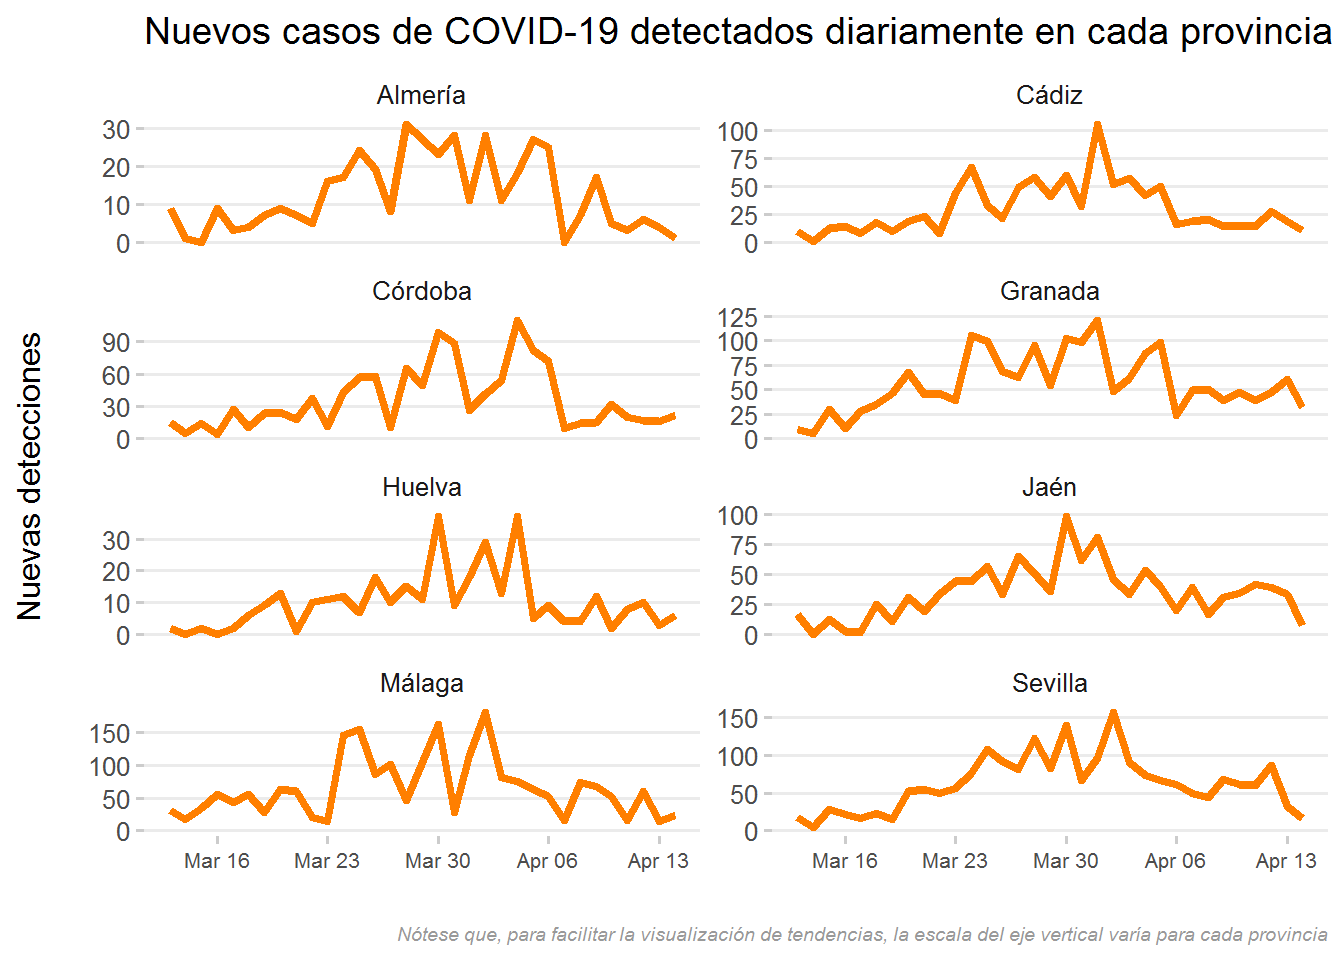 Nuevos casos de COVID-19 detectados diariamente en cada provincia
Nuevas detecciones
Almería
30
20
10
0
Cádiz
100
75
50
25
0
Córdoba
90
60
30
0
Granada
125
100
75
50
25
0
Huelva
30
20
10
0
Jaén
100
75
50
25
0
Málaga
150
100
50
0
Mar 16 Mar 23 Mar 30 Apr 06 Apr 13
Sevilla
150
100
50
0
Mar 16 Mar 23 Mar 30 Apr 06 Apr 13
Nótese que, para facilitar la visualización de tendencias, la escala del eje vertical varía para cada provincia